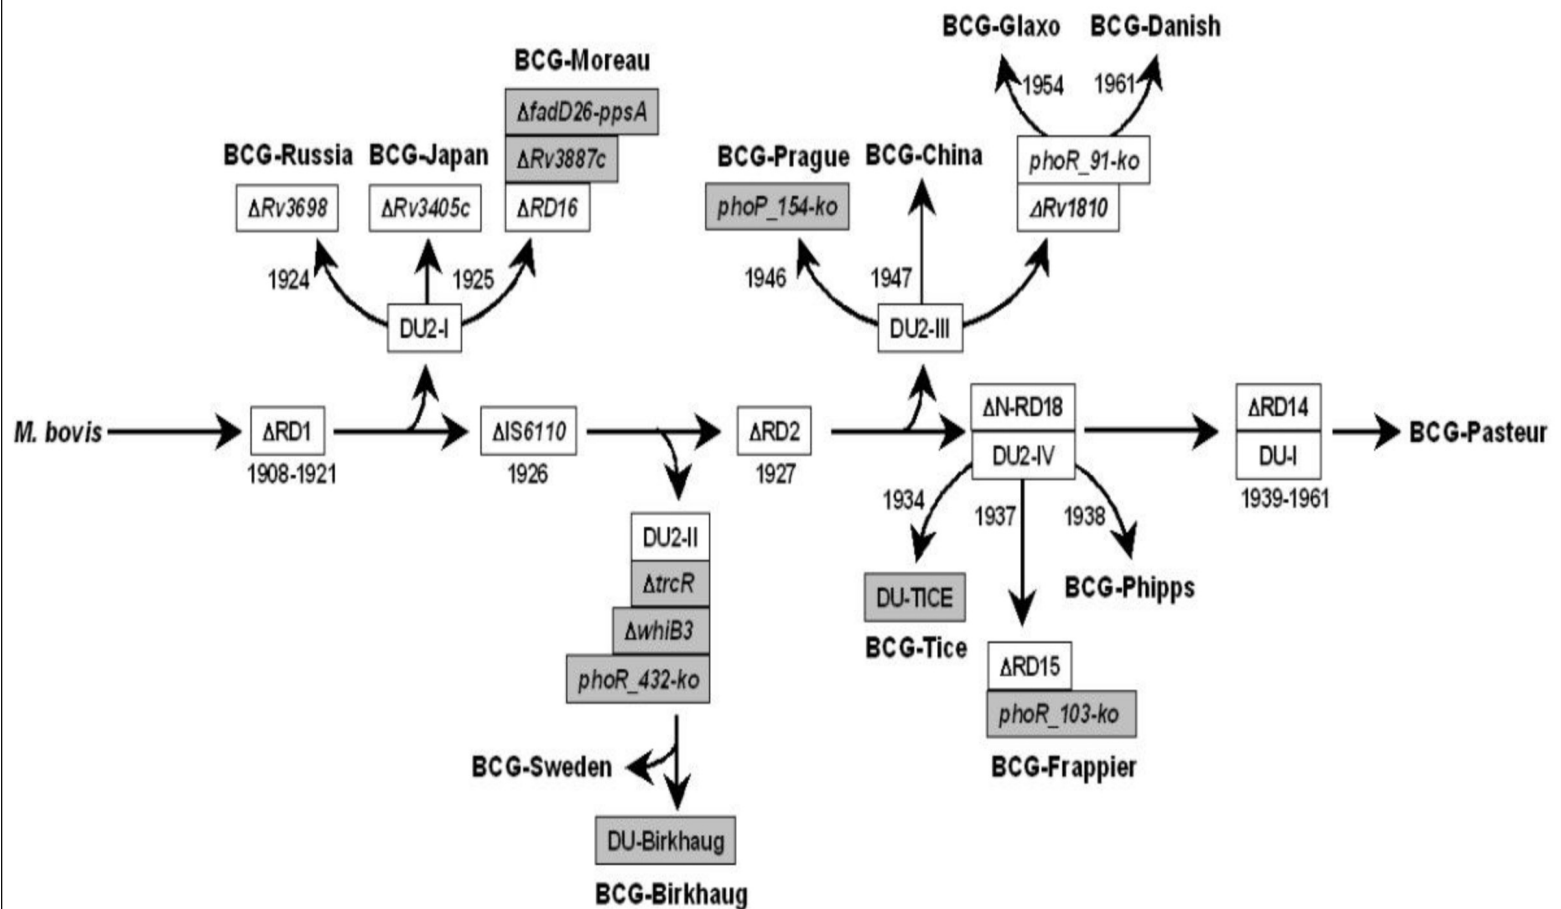 BCG-Glaxo BCG-Danish
1954 1961
BCG-Moreau
ΔfadD26-ppsA
ΔRv3887c
ΔRD16
BCG-Russia BCG-Japan
ΔRv3698 ΔRv3405c
1924 1925
DU2-I
BCG-Prague BCG-China
phoP_154-ko
phoR_91-ko
ΔRv1810
1946 1947
DU2-III
M. bovis
ΔRD1
1908-1921
ΔIS6110
1926
ΔRD2
1927
ΔN-RD18
DU2-IV
ΔRD14
DU-I
1939-1961
BCG-Pasteur
1934 1937 1938
DU2-II
ΔtrcR
ΔwhiB3
phoR_432-ko
BCG-Sweden
DU-Birkhaug
BCG-Birkhaug
DU-TICE
BCG-Tice
BCG-Phipps
ΔRD15
phoR_103-ko
BCG-Frappier